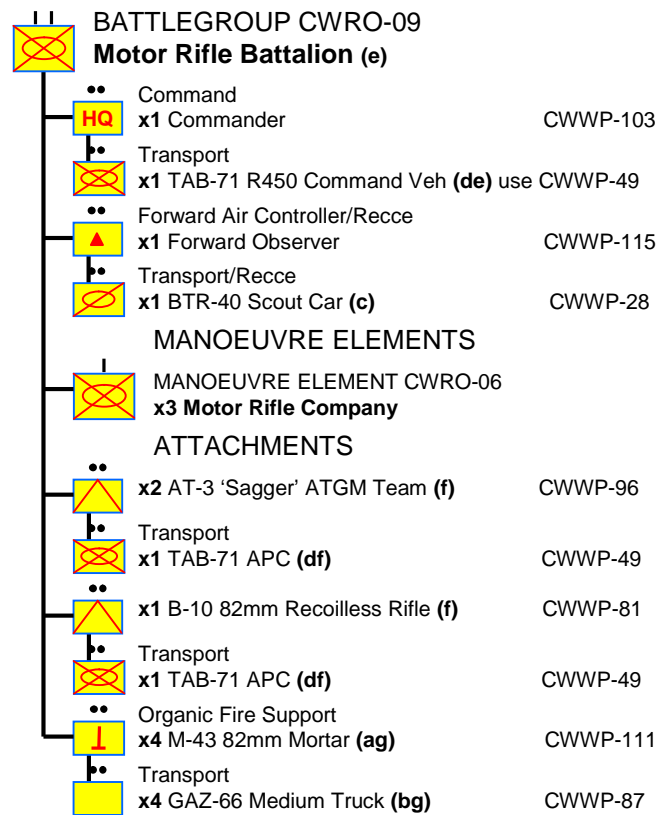 BATTLEGROUP CWRO-09
Motor Rifle Battalion (e)
Command
HQ x1 Commander CWWP-103
Transport
x1 TAB-71 R450 Command Veh (de) use CWWP-49
Forward Air Controller/Recce
x1 Forward Observer CWWP-115
Transport/Recce
x1 BTR-40 Scout Car (c) CWWP-28
MANOEUVRE ELEMENTS
MANOEUVRE ELEMENT CWRO-06
x3 Motor Rifle Company
ATTACHMENTS
x2 AT-3 ‘Sagger’ ATGM Team (f) CWWP-96
Transport
x1 TAB-71 APC (df) CWWP-49
x1 B-10 82mm Recoilless Rifle (f) CWWP-81
Transport
x1 TAB-71 APC (df) CWWP-49
Organic Fire Support
x4 M-43 82mm Mortar (ag) CWWP-111
Transport
x4 GAZ-66 Medium Truck (bg) CWWP-87